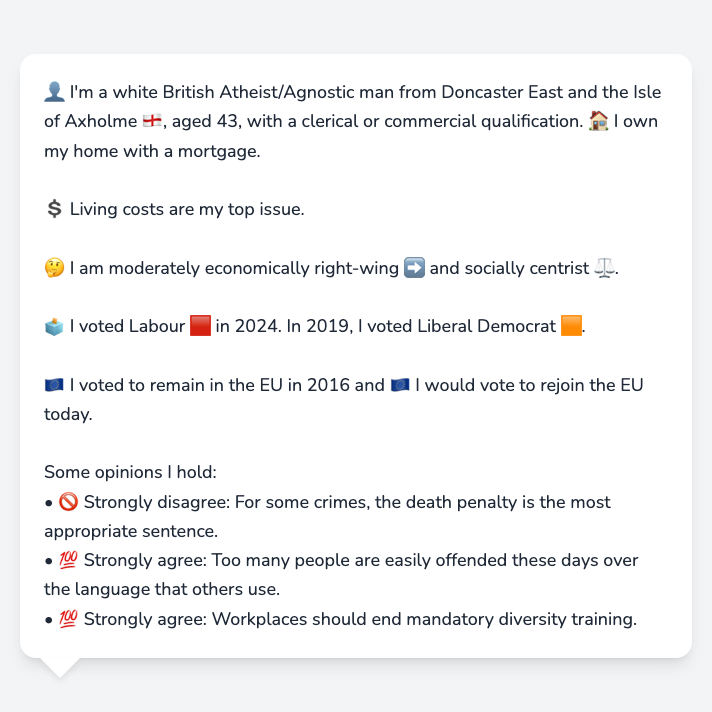 👤 I'm a white British Atheist/Agnostic man from Doncaster East and the Isle
of Axholme 🏴󠁧󠁢󠁥󠁮󠁧󠁿, aged 43, with a clerical or commercial qualification. 🏠 I own
my home with a mortgage.
💲 Living costs are my top issue.
🤔 I am moderately economically right-wing ➡️ and socially centrist ⚖️.
🗳️ I voted Labour 🟥 in 2024. In 2019, I voted Liberal Democrat 🟧.
🇪🇺 I voted to remain in the EU in 2016 and 🇪🇺 I would vote to rejoin the EU
today.
Some opinions I hold:
• 🚫 Strongly disagree: For some crimes, the death penalty is the most
appropriate sentence.
• 💯 Strongly agree: Too many people are easily offended these days over
the language that others use.
• 💯 Strongly agree: Workplaces should end mandatory diversity training.